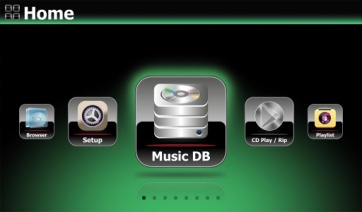 Home
Browser
Setup
Music DB
CD Play / Rip
Playlist